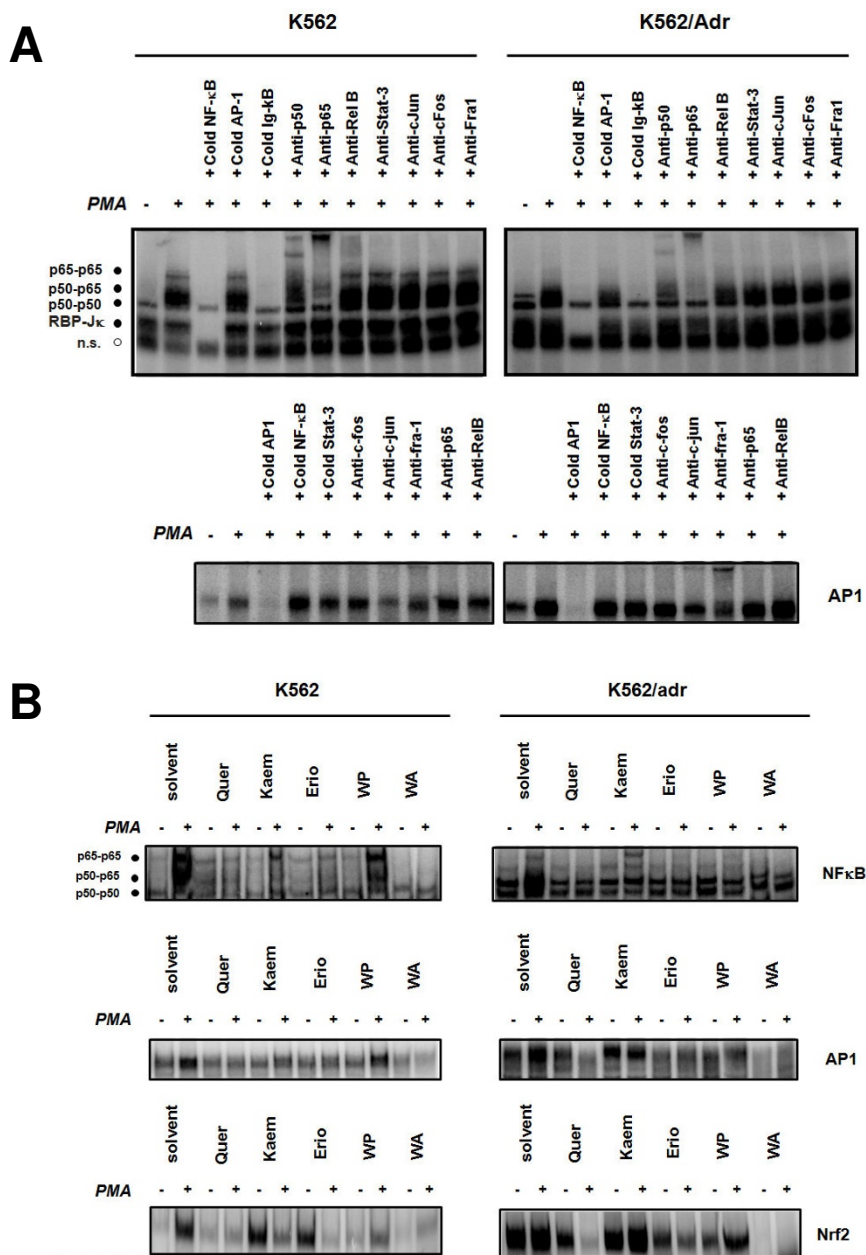 A
K562 K562/Adr
+ Cold NF-κB + Cold AP-1 + Cold Ig-kB + Anti-p50 + Anti-p65 + Anti-Rel B + Anti-Stat-3 + Anti-cJun + Anti-cFos + Anti-Fra1 + Cold NF-κB + Cold AP-1 + Cold Ig-kB + Anti-p50 + Anti-p65 + Anti-Rel B + Anti-Stat-3 + Anti-cJun + Anti-cFos + Anti-Fra1
PMA - + + + + + + + + + + + - + + + + + + + + + + +
p65-p65 ●
p50-p65 ●
p50-p50 ●
RBP-Jκ ●
n.s. ○
+ Cold AP1 + Cold NF-κB + Cold Stat-3 + Anti-c-fos + Anti-c-jun + Anti-fra-1 + Anti-p65 + Anti-RelB + Cold AP1 + Cold NF-κB + Cold Stat-3 + Anti-c-fos + Anti-c-jun + Anti-fra-1 + Anti-p65 + Anti-RelB
PMA - + + + + + + + + + - + + + + + + + + +
AP1
B
K562 K562/adr
solvent Quer Kaem Erio WP WA solvent Quer Kaem Erio WP WA
PMA - + - + - + - + - + - + - + - + - + - + - + - +
p65-p65 ●
p50-p65 ●
p50-p50 ●
NFκB
solvent Quer Kaem Erio WP WA solvent Quer Kaem Erio WP WA
PMA - + - + - + - + - + - + - + - + - + - + - + - +
AP1
solvent Quer Kaem Erio WP WA solvent Quer Kaem Erio WP WA
PMA - + - + - + - + - + - + - + - + - + - + - + - +
Nrf2